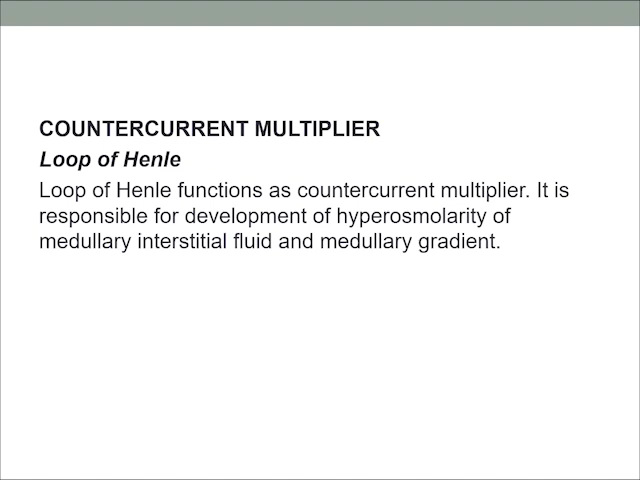 COUNTERCURRENT MULTIPLIER
Loop of Henle
Loop of Henle functions as countercurrent multiplier. It is
responsible for development of hyperosmolarity of
medullary interstitial fluid and medullary gradient.